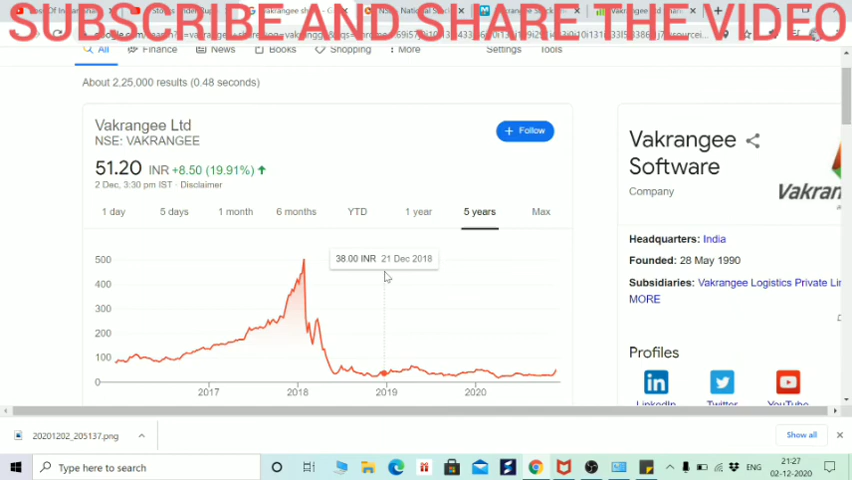 SUBSCRIBE AND SHARE THE VIDEO
All
Finance
News
Books
Shopping
More
Settings
Tools
About 2,25,000 results (0.48 seconds)
Vakrangee Ltd
NSE: VAKRANGEE
+ Follow
51.20 INR +8.50 (19.91%)
2 Dec, 3:30 pm IST · Disclaimer
1 day
5 days
1 month
6 months
YTD
1 year
5 years
Max
38.00 INR 21 Dec 2018
500
400
300
200
100
0
2017
2018
2019
2020
Vakrangee
Software
Company
Vakran
Headquarters: India
Founded: 28 May 1990
Subsidiaries: Vakrangee Logistics Private Lir
MORE
Profiles
LinkedIn
Twitter
YouTube
20201202_205137.png
Show all
Type here to search
ENG
21:27
02-12-2020